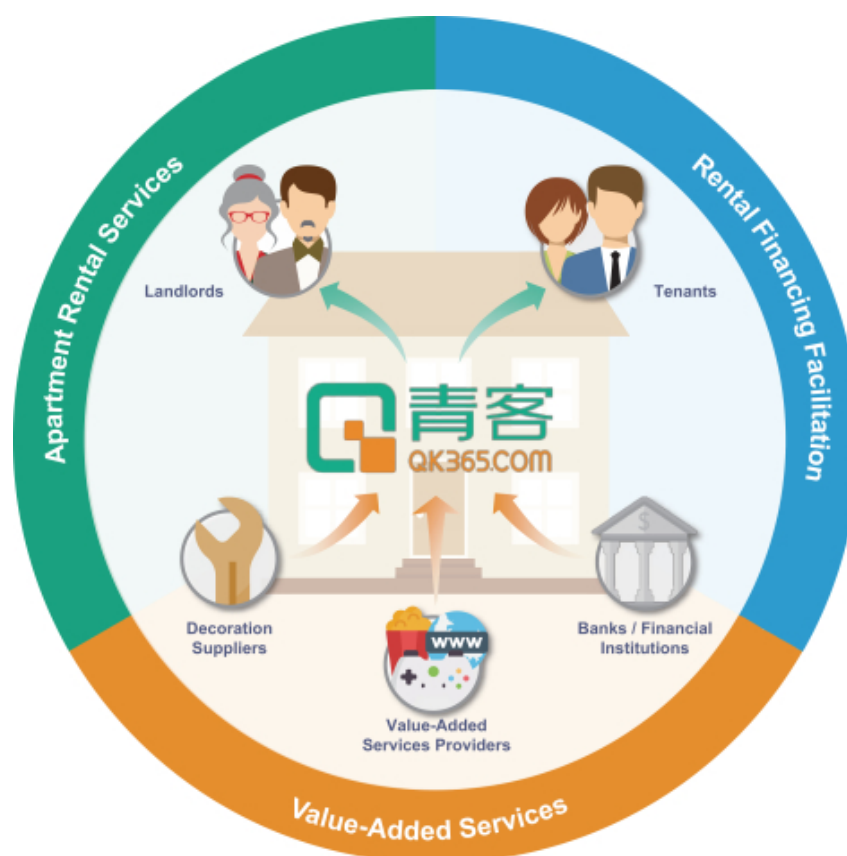 Apartment Rental Services
Rental Financing Facilitation
Landlords
Tenants
青客
QK365.COM
$
Decoration
Suppliers
WWW
Banks / Financial
Institutions
Value-Added
Services Providers
Value-Added Services